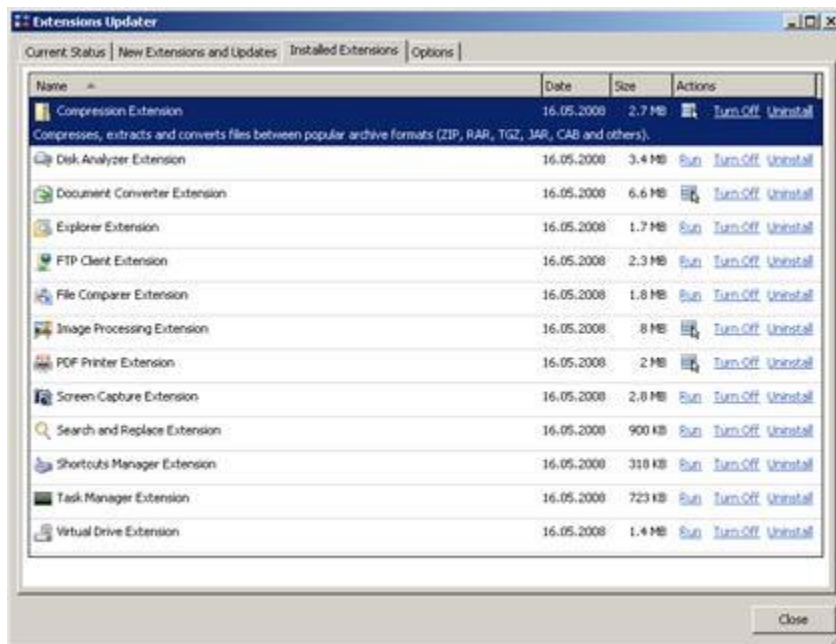 Extensions Updater
Current Status New Extensions and Updates Installed Extensions Options
Name Date Size Actions
Compression Extension 16.05.2008 2.7 MB Turn Off Uninstall
Compresses, extracts and converts files between popular archive formats (ZIP, RAR, TGZ, JAR, CAB and others).
Disk Analyzer Extension 16.05.2008 3.4 MB Run Turn Off Uninstall
Document Converter Extension 16.05.2008 6.6 MB Turn Off Uninstall
Explorer Extension 16.05.2008 1.7 MB Run Turn Off Uninstall
FTP Client Extension 16.05.2008 2.3 MB Run Turn Off Uninstall
File Comparer Extension 16.05.2008 1.8 MB Run Turn Off Uninstall
Image Processing Extension 16.05.2008 8 MB Turn Off Uninstall
PDF Printer Extension 16.05.2008 2 MB Turn Off Uninstall
Screen Capture Extension 16.05.2008 2.8 MB Run Turn Off Uninstall
Search and Replace Extension 16.05.2008 900 KB Run Turn Off Uninstall
Shortcuts Manager Extension 16.05.2008 318 KB Run Turn Off Uninstall
Task Manager Extension 16.05.2008 723 KB Run Turn Off Uninstall
Virtual Drive Extension 16.05.2008 1.4 MB Run Turn Off Uninstall
Close